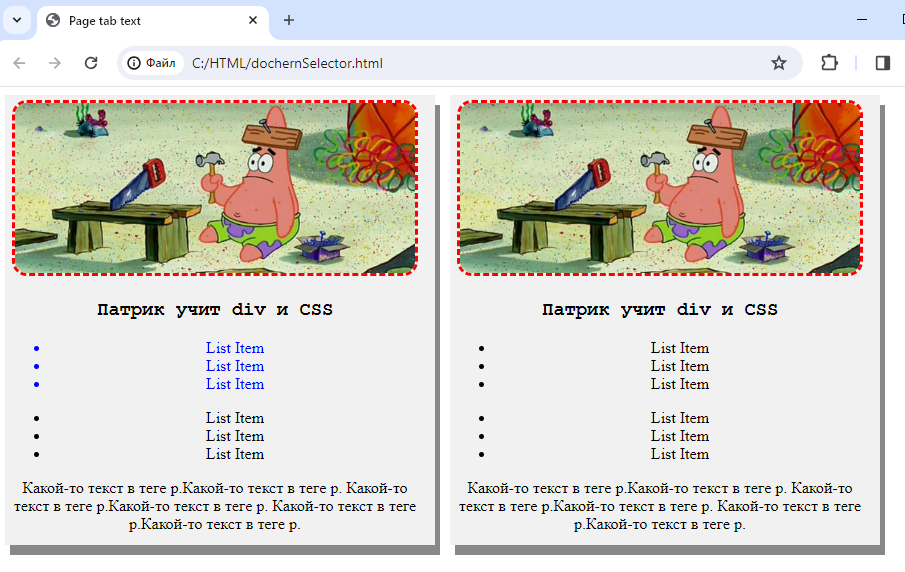 Page tab text
Файл
C:/HTML/dochernSelector.html
Патрик учит div и CSS
List Item
List Item
List Item
List Item
List Item
List Item
Какой-то текст в теге p.Какой-то текст в теге p. Какой-то
текст в теге p.Какой-то текст в теге p. Какой-то текст в теге
p.Какой-то текст в теге p.
Патрик учит div и CSS
List Item
List Item
List Item
List Item
List Item
List Item
Какой-то текст в теге p.Какой-то текст в теге p. Какой-то
текст в теге p.Какой-то текст в теге p. Какой-то текст в теге
p.Какой-то текст в теге p.